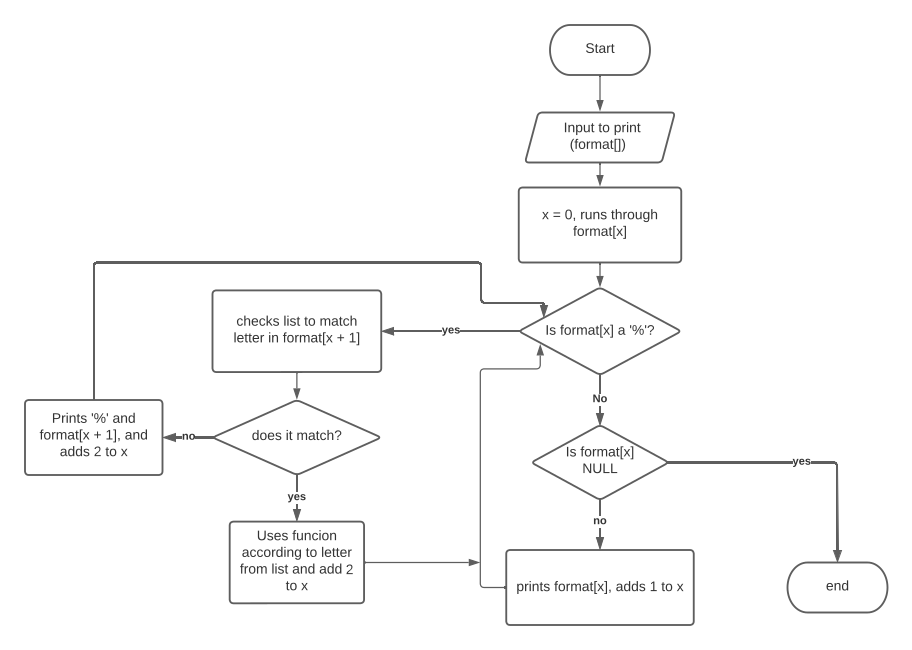 Start
Input to print
(format[])
x = 0, runs through
format[x]
Is format[x] a '%'?
yes
checks list to match
letter in format[x + 1]
does it match?
no
Prints '%' and
format[x + 1], and
adds 2 to x
yes
Uses funcion
according to letter
from list and add 2
to x
No
Is format[x]
NULL
yes
no
prints format[x], adds 1 to x
end